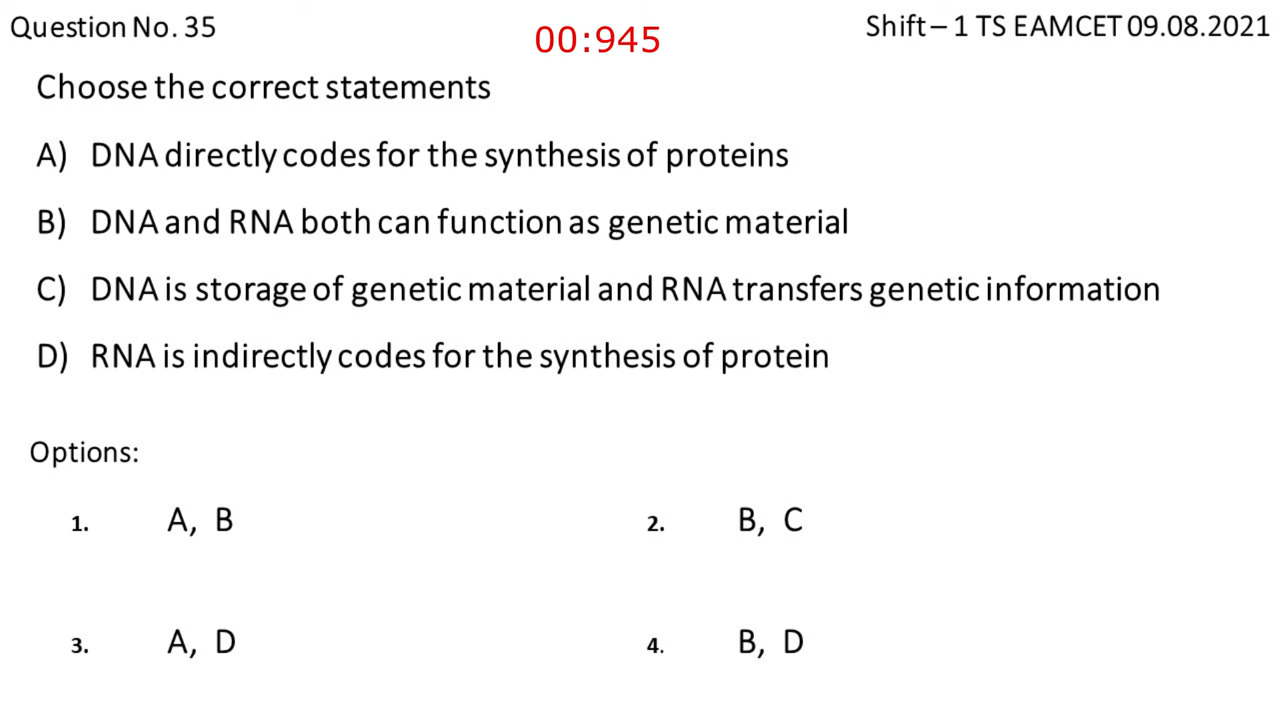 Question No. 35
00:945
Shift – 1 TS EAMCET 09.08.2021
Choose the correct statements
A) DNA directly codes for the synthesis of proteins
B) DNA and RNA both can function as genetic material
C) DNA is storage of genetic material and RNA transfers genetic information
D) RNA is indirectly codes for the synthesis of protein
Options:
1. A, B
2. B, C
3. A, D
4. B, D